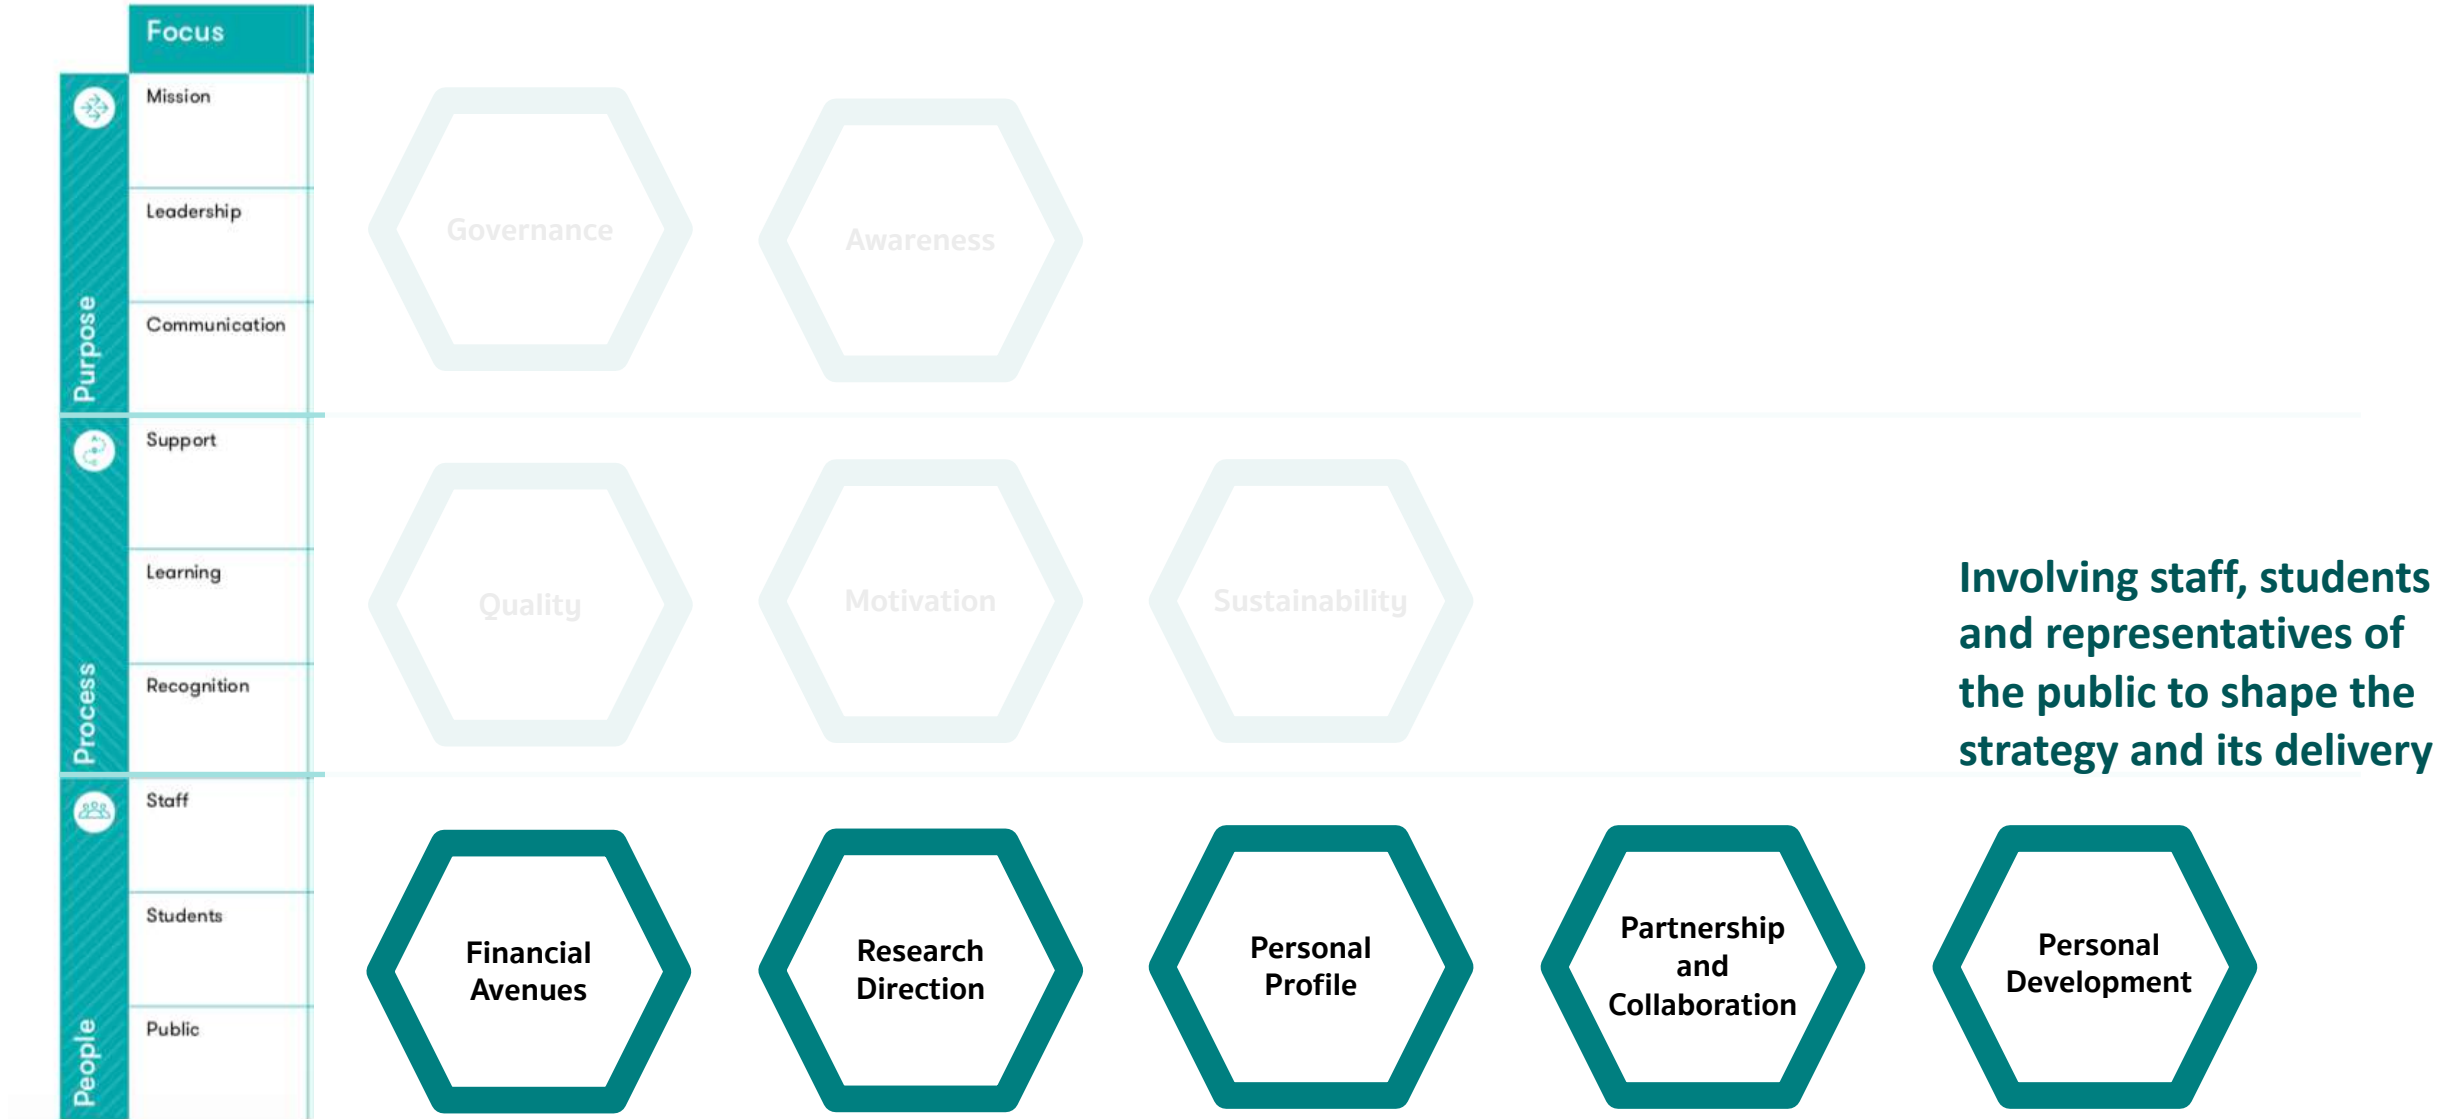 Focus
Purpose
Mission
Leadership
Communication
Governance
Awareness
Process
Support
Learning
Recognition
Quality
Motivation
Sustainability
Involving staff, students
and representatives of
the public to shape the
strategy and its delivery
People
Staff
Students
Public
Financial
Avenues
Research
Direction
Personal
Profile
Partnership
and
Collaboration
Personal
Development